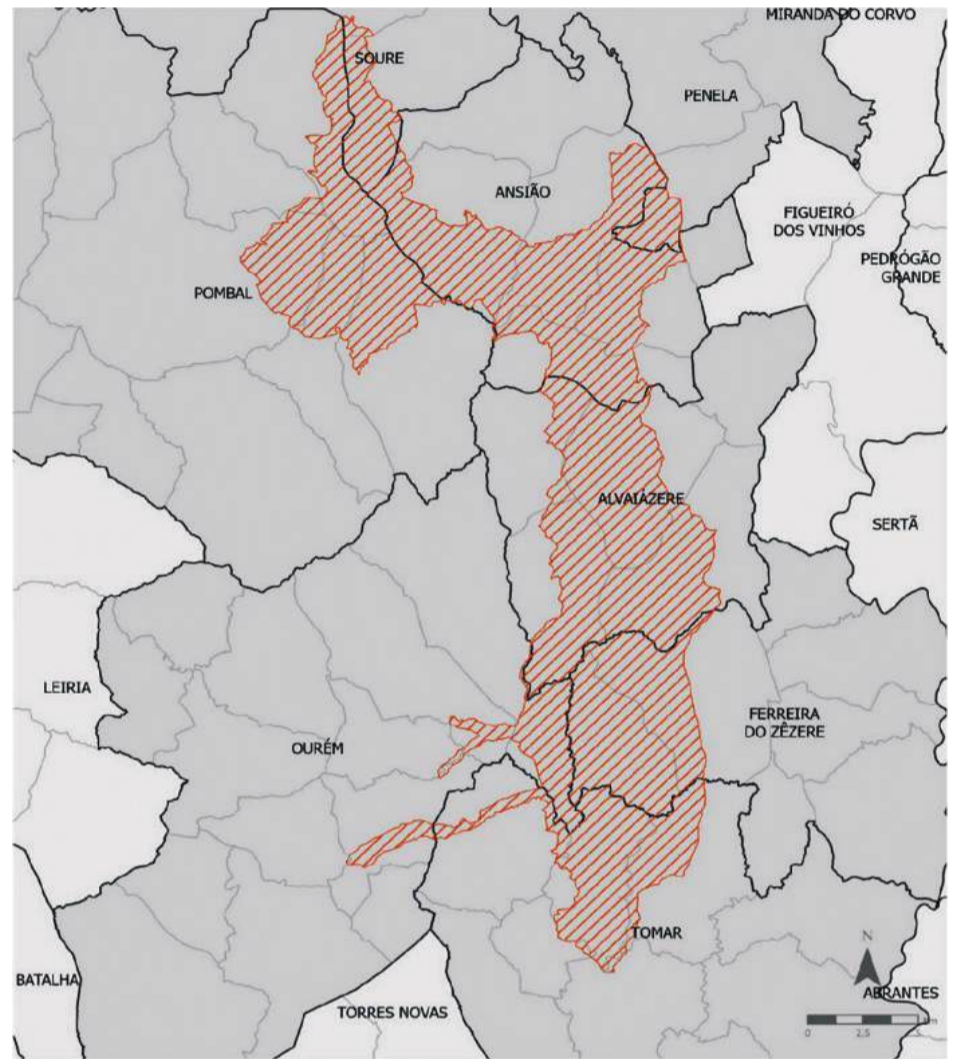 MIRANDA DO CORVO
SOURE
PENELA
ANSIÃO
FIGUEIRÓ
DOS VINHOS
PEDRÓGÃO
GRANDE
POMBAL
ALVAIÁZERE
SERTÃ
LEIRIA
OURÉM
FERREIRA
DO ZÊZERE
TOMAR
N
BATALHA
ABRANTES
TORRES NOVAS
0 2.5 5